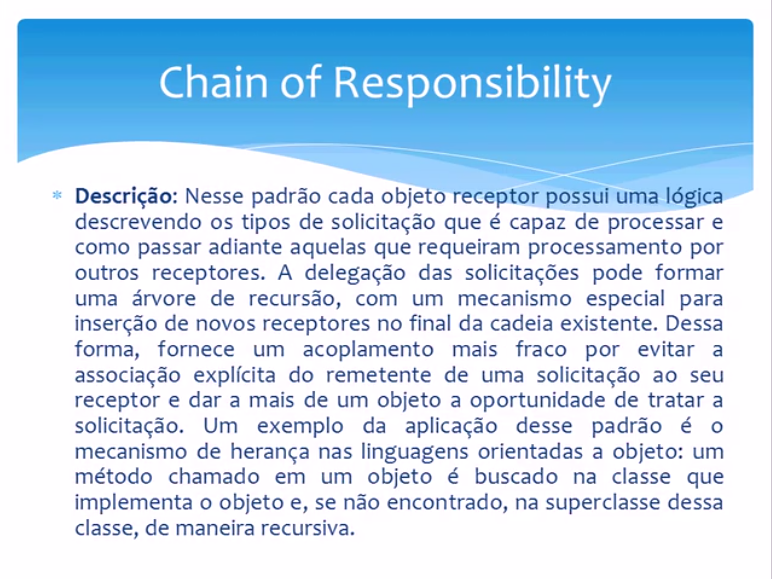 Chain of Responsibility
Descrição: Nesse padrão cada objeto receptor possui uma lógica
descrevendo os tipos de solicitação que é capaz de processar e
como passar adiante aquelas que requeiram processamento por
outros receptores. A delegação das solicitações pode formar
uma árvore de recursão, com um mecanismo especial para
inserção de novos receptores no final da cadeia existente. Dessa
forma, fornece um acoplamento mais fraco por evitar a
associação explícita do remetente de uma solicitação ao seu
receptor e dar a mais de um objeto a oportunidade de tratar a
solicitação. Um exemplo da aplicação desse padrão é o
mecanismo de herança nas linguagens orientadas a objeto: um
método chamado em um objeto é buscado na classe que
implementa o objeto e, se não encontrado, na superclasse dessa
classe, de maneira recursiva.